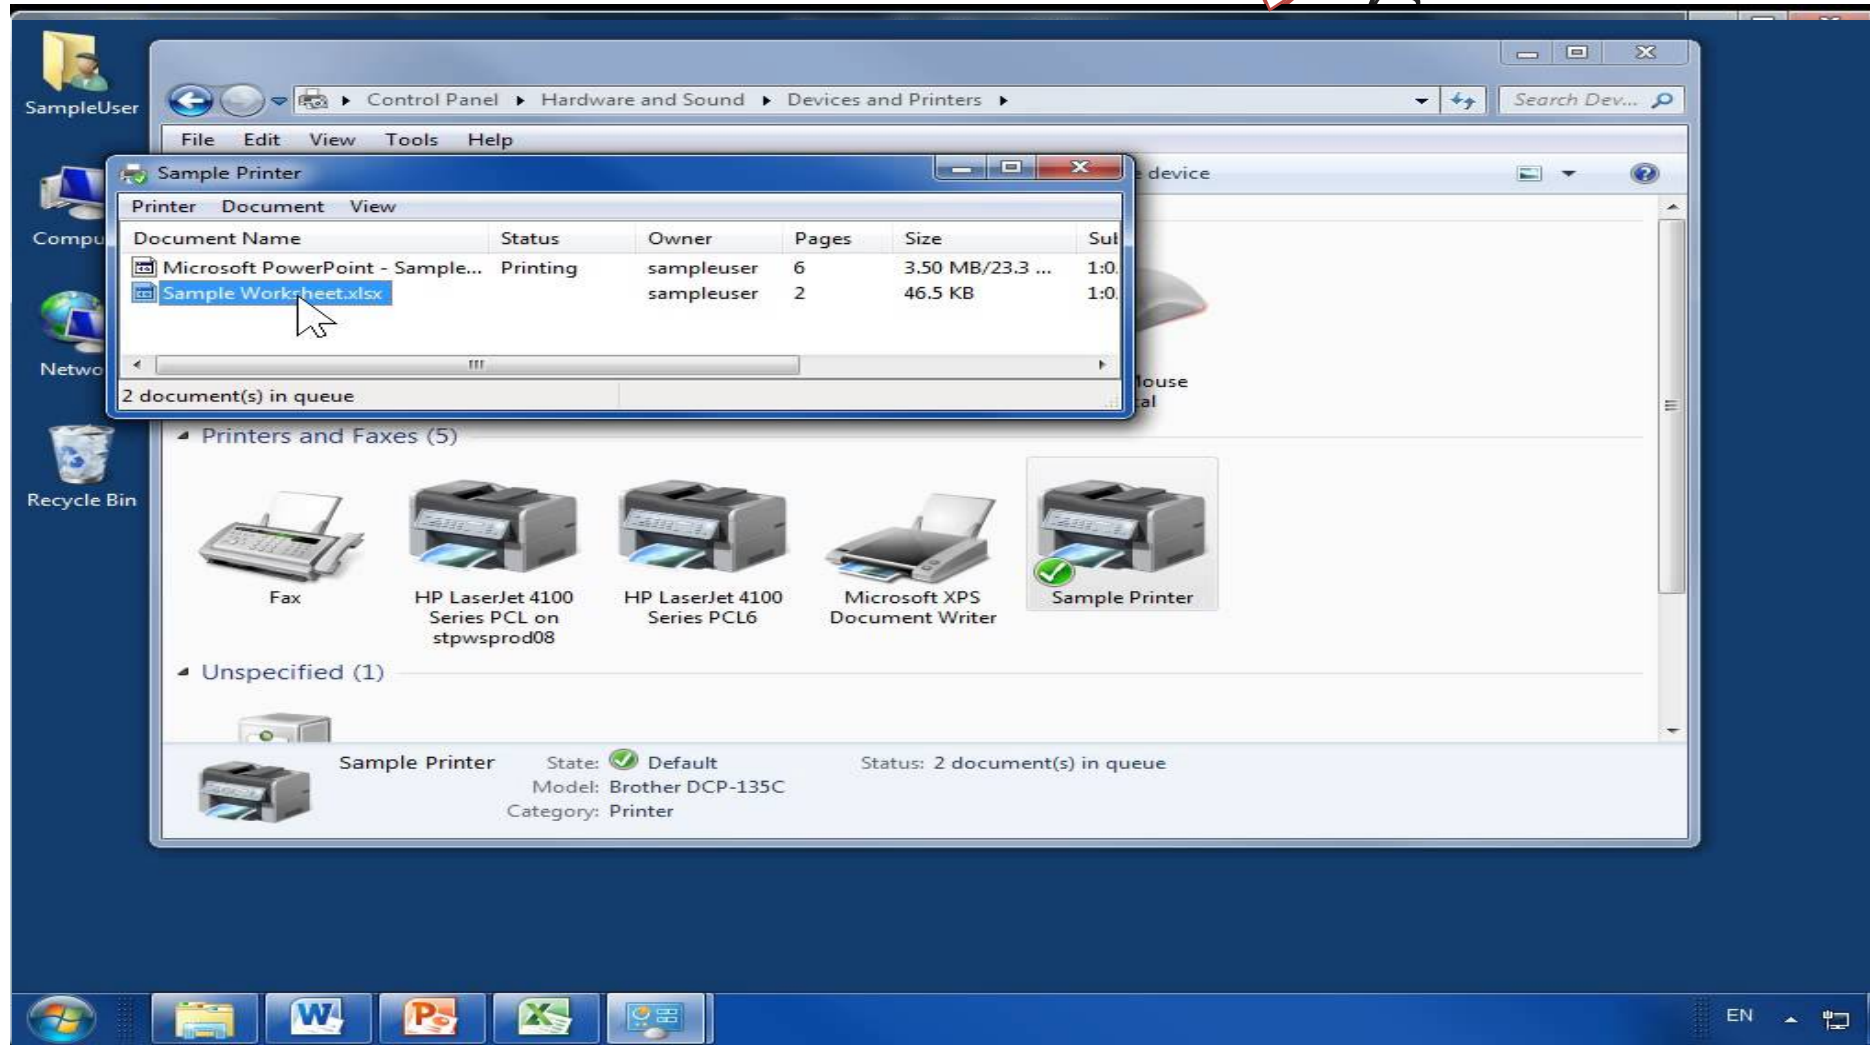 SampleUser
Control Panel Hardware and Sound Devices and Printers
Search Dev...
File Edit View Tools Help
Sample Printer
device
Printer Document View
Document Name Status Owner Pages Size
Microsoft PowerPoint - Sample... Printing sampleuser 6 3.50 MB/23.3 ... 1:0
Sample Worksheet.xlsx sampleuser 2 46.5 KB 1:0
2 document(s) in queue
Printers and Faxes (5)
Recycle Bin
Fax
HP LaserJet 4100
Series PCL on
stpwsprod08
HP LaserJet 4100
Series PCL6
Microsoft XPS
Document Writer
Sample Printer
Unspecified (1)
Sample Printer State: Default Status: 2 document(s) in queue
Model: Brother DCP-135C
Category: Printer
EN